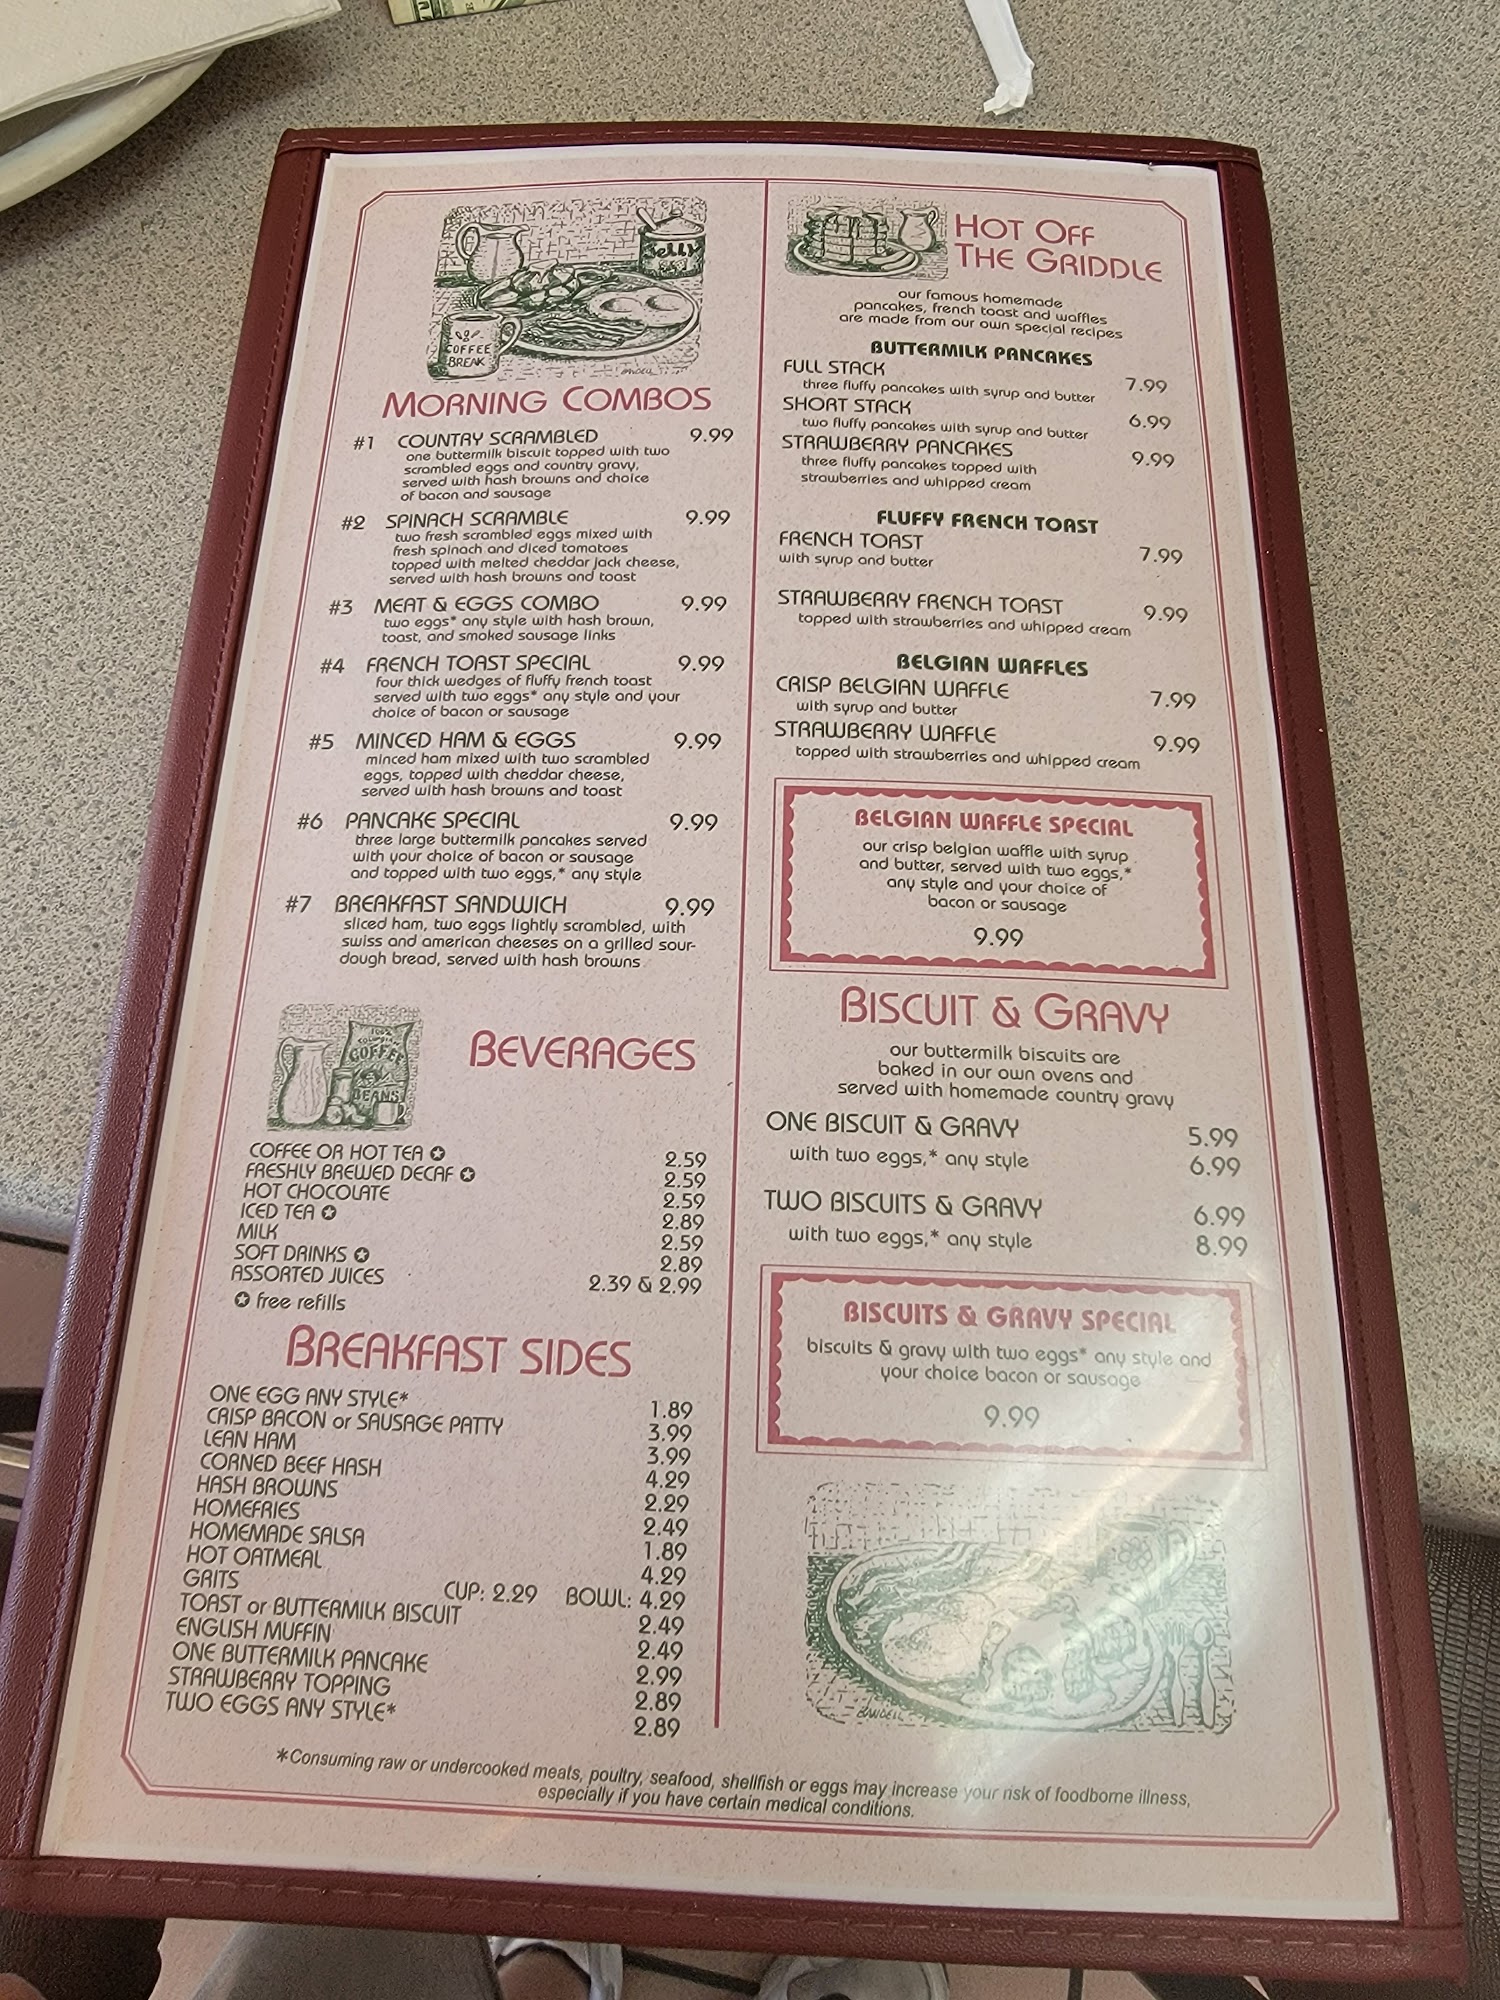 Jelly
COFFEE
BREAK
MORNING COMBOS
#1 COUNTRY SCRAMBLED 9.99
one buttermilk biscuit topped with two
scrambled eggs and country gravy,
served with hash browns and choice
of bacon and sausage
#2 SPINACH SCRAMBLE 9.99
two fresh scrambled eggs mixed with
fresh spinach and diced tomatoes
topped with melted cheddar jack cheese,
served with hash browns and toast
#3 MEAT & EGGS COMBO 9.99
two eggs* any style with hash brown,
toast, and smoked sausage links
#4 FRENCH TOAST SPECIAL 9.99
four thick wedges of fluffy french toast
served with two eggs* any style and your
choice of bacon or sausage
#5 MINCED HAM & EGGS 9.99
minced ham mixed with two scrambled
eggs, topped with cheddar cheese,
served with hash browns and toast
#6 PANCAKE SPECIAL 9.99
three large buttermilk pancakes served
with your choice of bacon or sausage
and topped with two eggs,* any style
#7 BREAKFAST SANDWICH 9.99
sliced ham, two eggs lightly scrambled, with
swiss and american cheeses on a grilled sour-
dough bread, served with hash browns
100%
COFFEE
BEANS
BEVERAGES
COFFEE OR HOT TEA ✪ 2.59
FRESHLY BREWED DECAF ✪ 2.59
HOT CHOCOLATE 2.59
ICED TEA ✪ 2.89
MILK 2.59
SOFT DRINKS ✪ 2.89
ASSORTED JUICES 2.39 & 2.99
✪ free refills
BREAKFAST SIDES
ONE EGG ANY STYLE* 1.89
CRISP BACON or SAUSAGE PATTY 3.99
LEAN HAM 3.99
CORNED BEEF HASH 4.29
HASH BROWNS 2.29
HOMEFRIES 2.49
HOMEMADE SALSA 1.89
HOT OATMEAL 4.29
GRITS CUP: 2.29 BOWL: 4.29
TOAST or BUTTERMILK BISCUIT 2.49
ENGLISH MUFFIN 2.49
ONE BUTTERMILK PANCAKE 2.99
STRAWBERRY TOPPING 2.89
TWO EGGS ANY STYLE* 2.89
HOT OFF
THE GRIDDLE
our famous homemade
pancakes, french toast and waffles
are made from our own special recipes
BUTTERMILK PANCAKES
FULL STACK 7.99
three fluffy pancakes with syrup and butter
SHORT STACK 6.99
two fluffy pancakes with syrup and butter
STRAWBERRY PANCAKES 9.99
three fluffy pancakes topped with
strawberries and whipped cream
FLUFFY FRENCH TOAST
FRENCH TOAST 7.99
with syrup and butter
STRAWBERRY FRENCH TOAST 9.99
topped with strawberries and whipped cream
BELGIAN WAFFLES
CRISP BELGIAN WAFFLE 7.99
with syrup and butter
STRAWBERRY WAFFLE 9.99
topped with strawberries and whipped cream
BELGIAN WAFFLE SPECIAL
our crisp belgian waffle with syrup
and butter, served with two eggs,*
any style and your choice of
bacon or sausage
9.99
BISCUIT & GRAVY
our buttermilk biscuits are
baked in our own ovens and
served with homemade country gravy
ONE BISCUIT & GRAVY 5.99
with two eggs,* any style 6.99
TWO BISCUITS & GRAVY 6.99
with two eggs,* any style 8.99
BISCUITS & GRAVY SPECIAL
biscuits & gravy with two eggs* any style and
your choice bacon or sausage
9.99
*Consuming raw or undercooked meats, poultry, seafood, shellfish or eggs may increase your risk of foodborne illness,
especially if you have certain medical conditions.